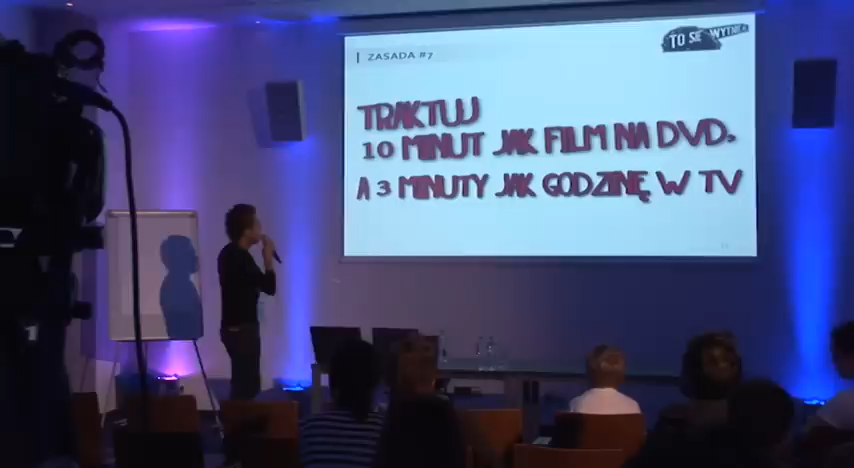 ZASADA #7
TO SIĘ WYTNIE
TRAKTUJ
10 MINUT JAK FILM NA DVD,
A 3 MINUTY JAK GODZINĘ W TV